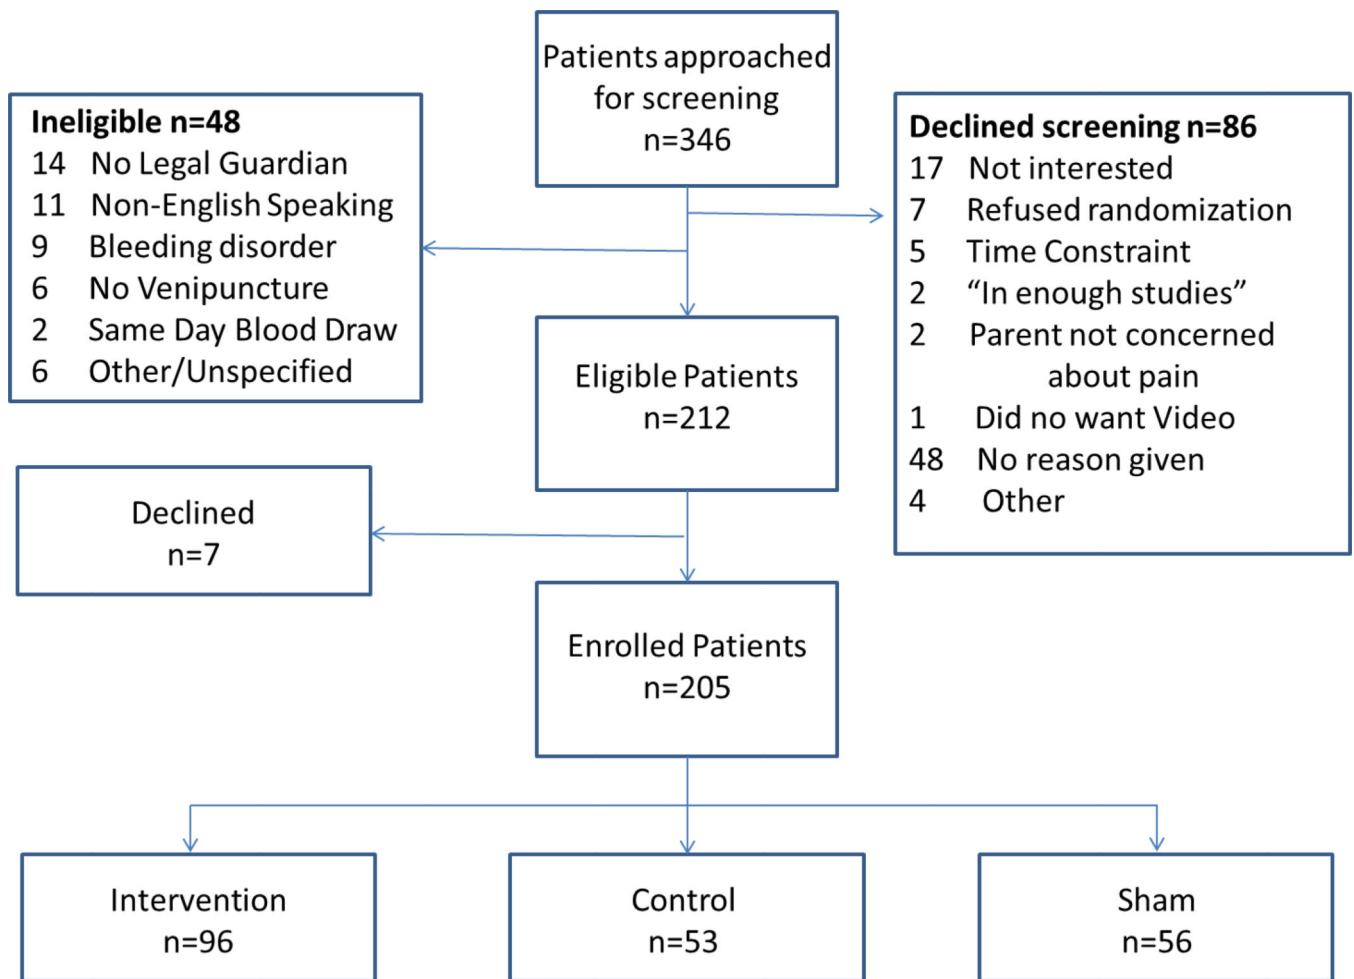 Patients approached
for screening
n=346
Ineligible n=48
14 No Legal Guardian
11 Non-English Speaking
9 Bleeding disorder
6 No Venipuncture
2 Same Day Blood Draw
6 Other/Unspecified
Declined screening n=86
17 Not interested
7 Refused randomization
5 Time Constraint
2 “In enough studies”
2 Parent not concerned
about pain
1 Did no want Video
48 No reason given
4 Other
Eligible Patients
n=212
Declined
n=7
Enrolled Patients
n=205
Intervention
n=96
Control
n=53
Sham
n=56